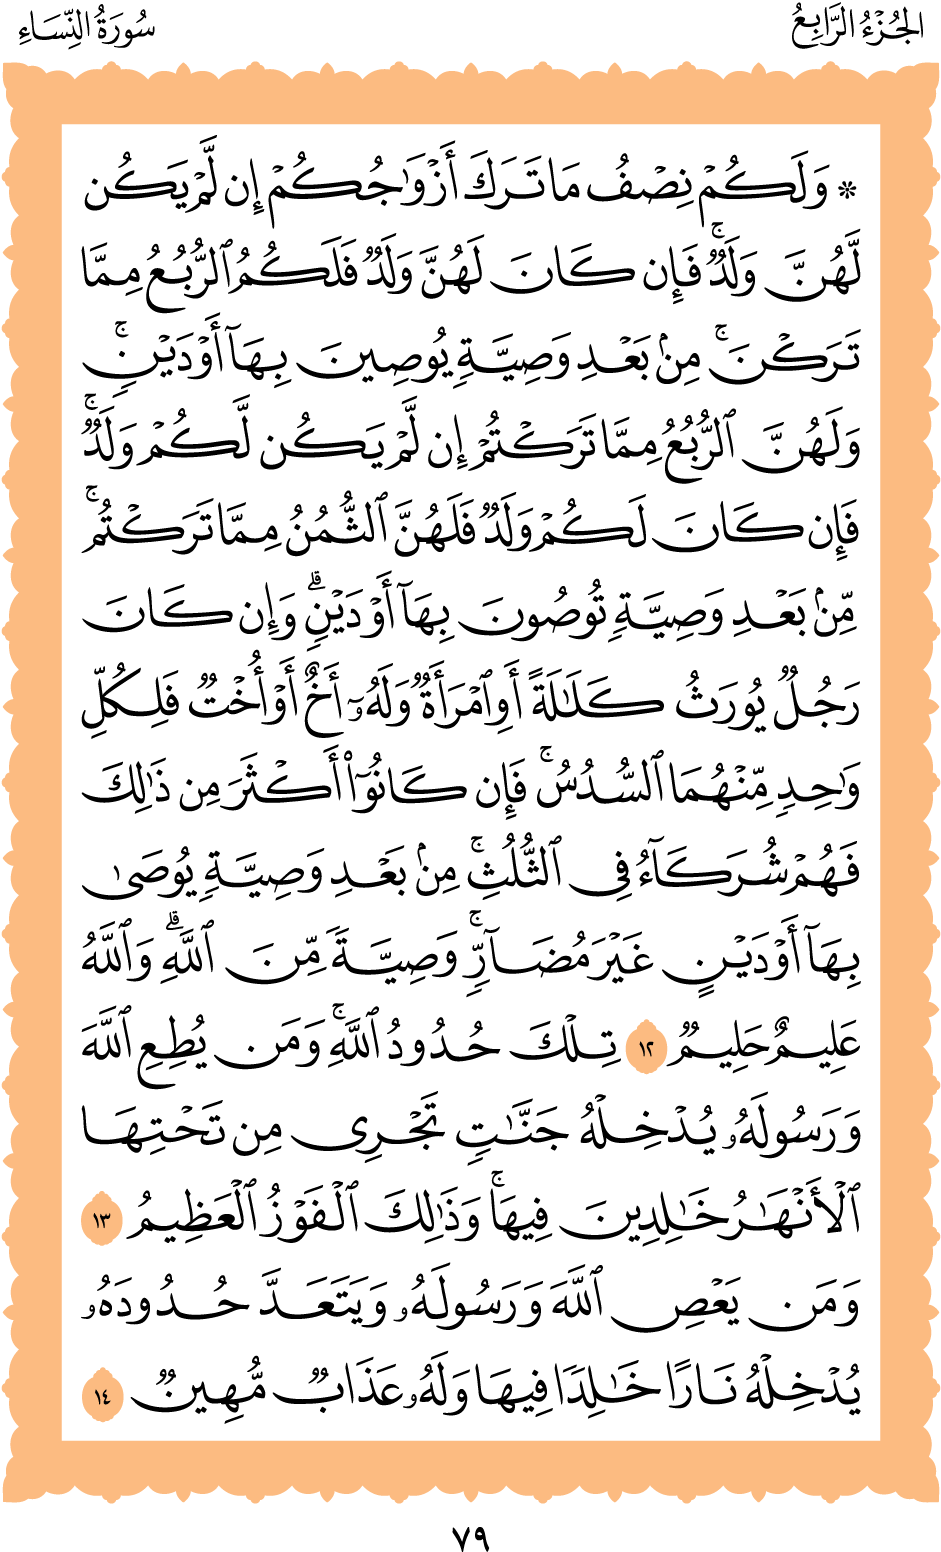 الجُزْءُ الرَّابِعُ
سُورَةُ النِّسَاءِ
* وَلَكُمْ نِصْفُ مَا تَرَكَ أَزْوَٰجُكُمْ إِن لَّمْ يَكُن
لَّهُنَّ وَلَدٌۚ فَإِن كَانَ لَهُنَّ وَلَدٌ فَلَكُمُ ٱلرُّبُعُ مِمَّا
تَرَكْنَۚ مِنۢ بَعْدِ وَصِيَّةٍ يُوصِينَ بِهَآ أَوْ دَيْنٍۚ
وَلَهُنَّ ٱلرُّبُعُ مِمَّا تَرَكْتُمْ إِن لَّمْ يَكُن لَّكُمْ وَلَدٌۚ
فَإِن كَانَ لَكُمْ وَلَدٌ فَلَهُنَّ ٱلثُّمُنُ مِمَّا تَرَكْتُمۚ
مِّنۢ بَعْدِ وَصِيَّةٍ تُوصُونَ بِهَآ أَوْ دَيْنٍۗ وَإِن كَانَ
رَجُلٌ يُورَثُ كَلَـٰلَةً أَوِ ٱمْرَأَةٌ وَلَهُۥٓ أَخٌ أَوْ أُخْتٌ فَلِكُلِّ
وَٰحِدٍ مِّنْهُمَا ٱلسُّدُسُۚ فَإِن كَانُوٓا۟ أَكْثَرَ مِن ذَٰلِكَ
فَهُمْ شُرَكَآءُ فِى ٱلثُّلُثِۚ مِنۢ بَعْدِ وَصِيَّةٍ يُوصَىٰ
بِهَآ أَوْ دَيْنٍ غَيْرَ مُضَآرٍّۚ وَصِيَّةً مِّنَ ٱللَّهِۗ وَٱللَّهُ
عَلِيمٌ حَلِيمٌ ١٢ تِلْكَ حُدُودُ ٱللَّهِۚ وَمَن يُطِعِ ٱللَّهَ
وَرَسُولَهُۥ يُدْخِلْهُ جَنَّـٰتٍ تَجْرِى مِن تَحْتِهَا
ٱلْأَنْهَـٰرُ خَـٰلِدِينَ فِيهَاۚ وَذَٰلِكَ ٱلْفَوْزُ ٱلْعَظِيمُ ١٣
وَمَن يَعْصِ ٱللَّهَ وَرَسُولَهُۥ وَيَتَعَدَّ حُدُودَهُۥ
يُدْخِلْهُ نَارًا خَـٰلِدًا فِيهَا وَلَهُۥ عَذَابٌ مُّهِينٌ ١٤
٧٩